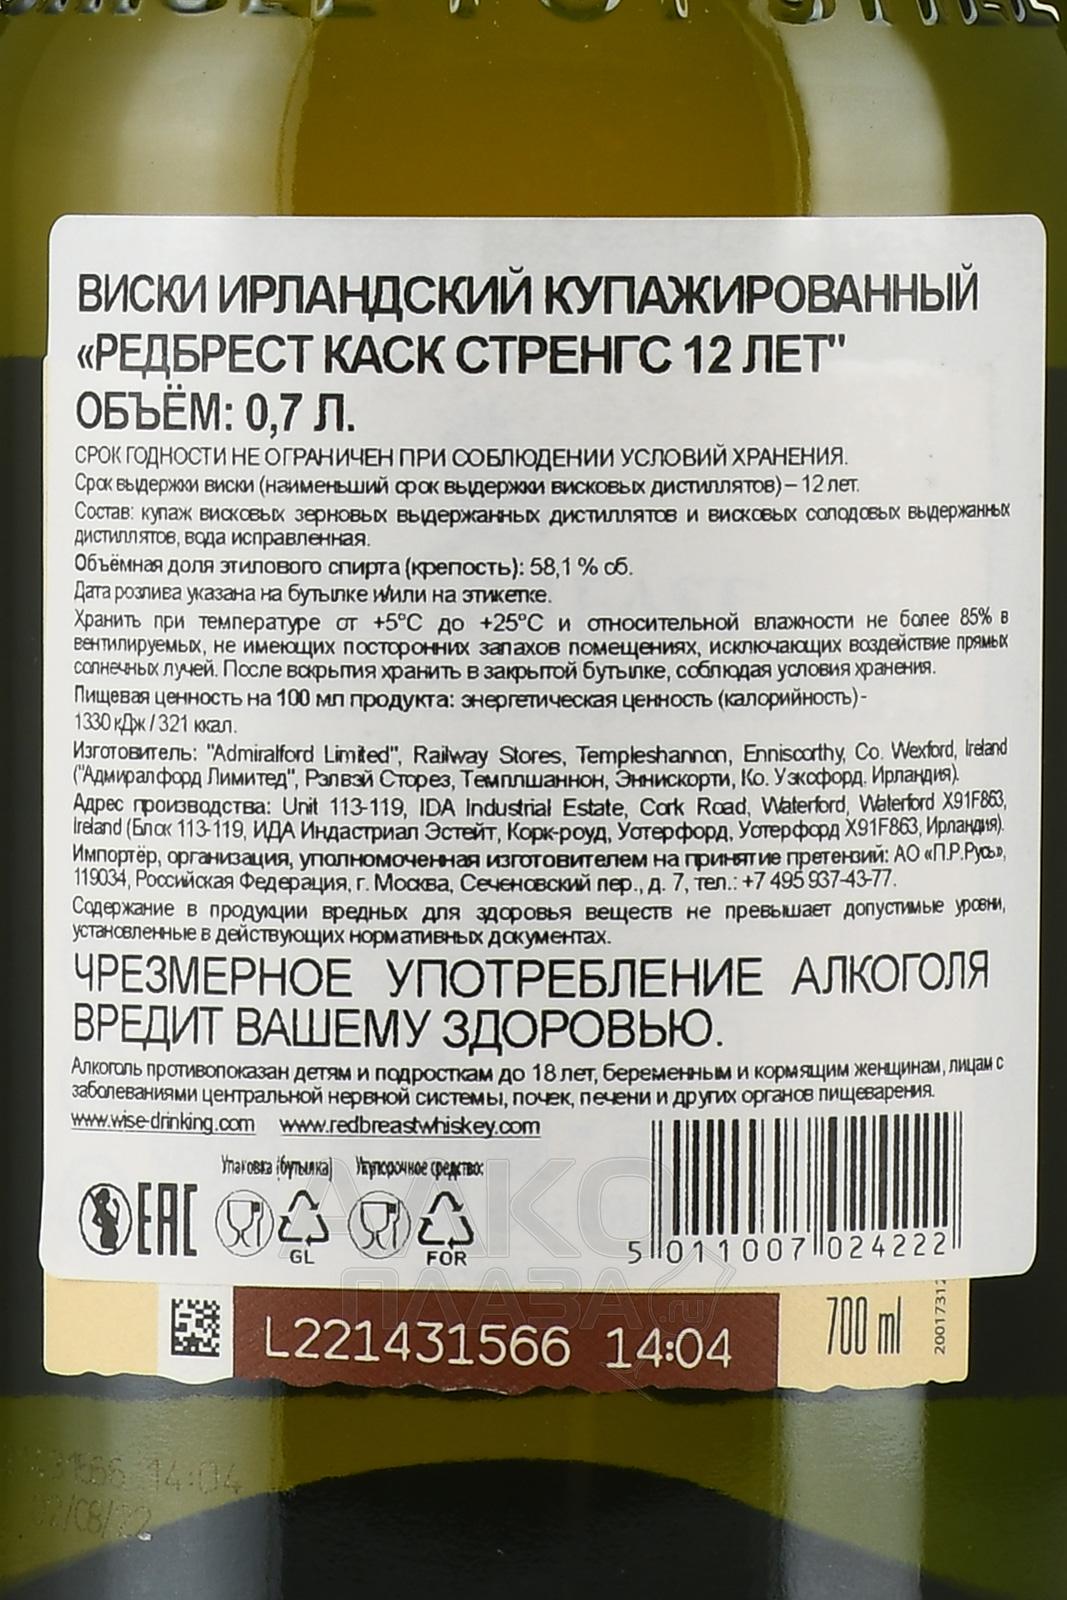 SINGLE POT STILL
ВИСКИ ИРЛАНДСКИЙ КУПАЖИРОВАННЫЙ
«РЕДБРЕСТ КАСК СТРЕНГС 12 ЛЕТ"
ОБЪЁМ: 0,7 Л.
СРОК ГОДНОСТИ НЕ ОГРАНИЧЕН ПРИ СОБЛЮДЕНИИ УСЛОВИЙ ХРАНЕНИЯ.
Срок выдержки виски (наименьший срок выдержки висковых дистиллятов) – 12 лет.
Состав: купаж висковых зерновых выдержанных дистиллятов и висковых солодовых выдержанных
дистиллятов, вода исправленная.
Объёмная доля этилового спирта (крепость): 58,1 % об.
Дата розлива указана на бутылке и/или на этикетке.
Хранить при температуре от +5°С до +25°С и относительной влажности не более 85% в
вентилируемых, не имеющих посторонних запахов помещениях, исключающих воздействие прямых
солнечных лучей. После вскрытия хранить в закрытой бутылке, соблюдая условия хранения.
Пищевая ценность на 100 мл продукта: энергетическая ценность (калорийность) -
1330 кДж / 321 ккал.
Изготовитель: "Admiralford Limited", Railway Stores, Templeshannon, Enniscorthy, Co. Wexford, Ireland
("Адмиралфорд Лимитед", Рэлвэй Сторез, Темплшаннон, Эннискорти, Ко. Уэксфорд, Ирландия).
Адрес производства: Unit 113-119, IDA Industrial Estate, Cork Road, Waterford, Waterford X91F863,
Ireland (Блок 113-119, ИДА Индастриал Эстейт, Корк-роуд, Уотерфорд, Уотерфорд X91F863, Ирландия).
Импортёр, организация, уполномоченная изготовителем на принятие претензий: АО «П.Р.Русь»,
119034, Российская Федерация, г. Москва, Сеченовский пер., д. 7, тел.: +7 495 937-43-77.
Содержание в продукции вредных для здоровья веществ не превышает допустимые уровни,
установленные в действующих нормативных документах.
ЧРЕЗМЕРНОЕ УПОТРЕБЛЕНИЕ АЛКОГОЛЯ
ВРЕДИТ ВАШЕМУ ЗДОРОВЬЮ.
Алкоголь противопоказан детям и подросткам до 18 лет, беременным и кормящим женщинам, лицам с
заболеваниями центральной нервной системы, почек, печени и других органов пищеварения.
www.wise-drinking.com www.redbreastwhiskey.com
Упаковка (бутылка) Укупорочное средство:
EAC GL FOR
5 011007 024222
АЛКО
ПЛАЗА.ru
L221431566 14:04
700 ml
2001731
14:04